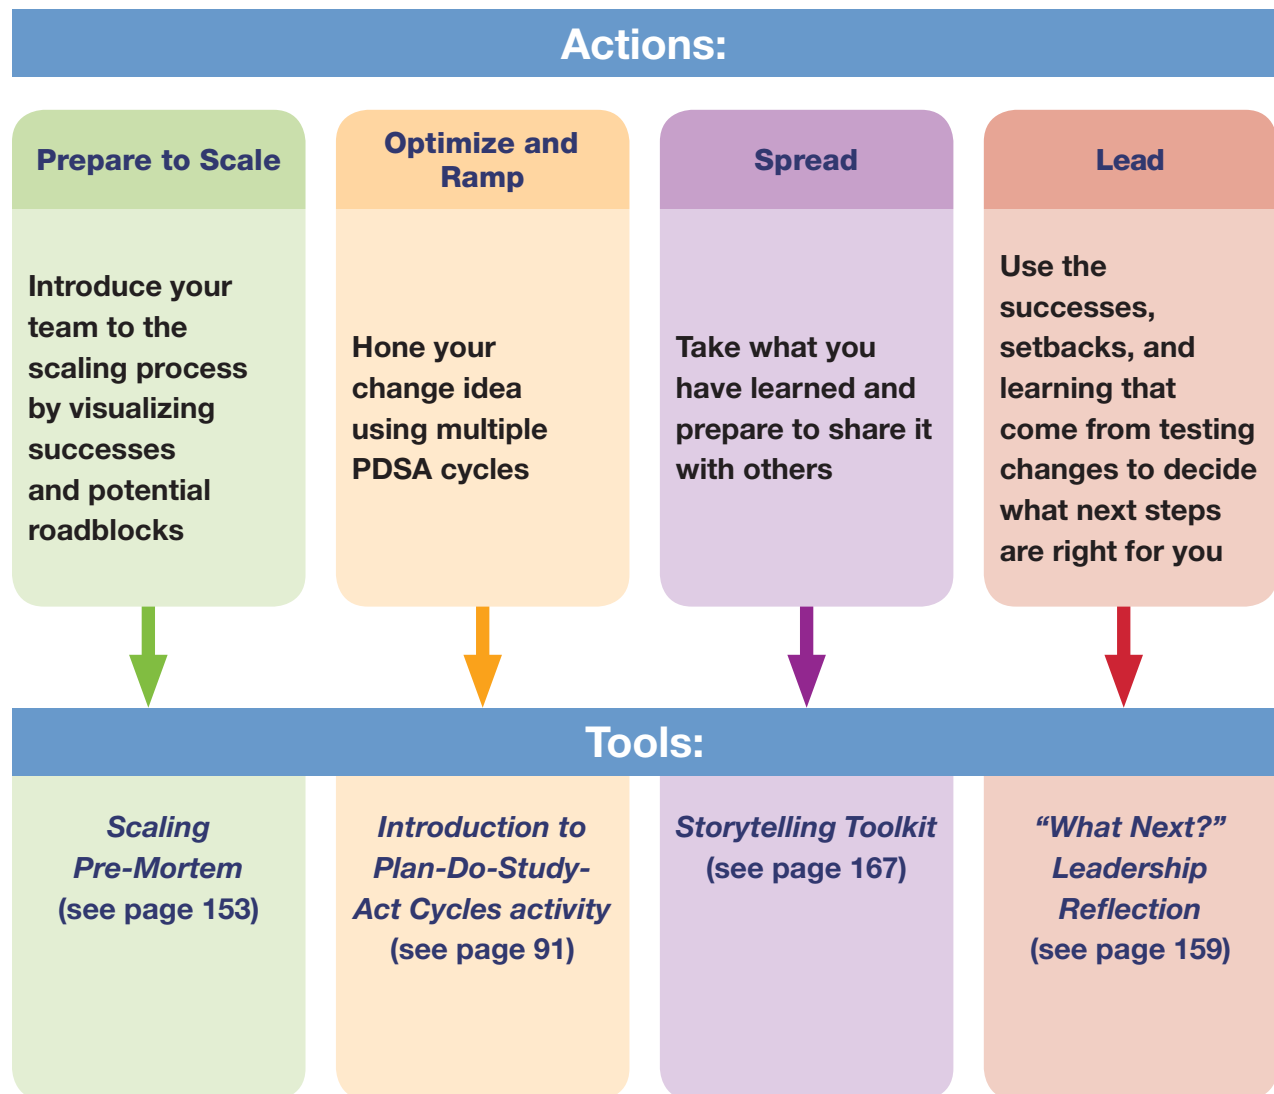 Actions:
Prepare to Scale
Introduce your
team to the
scaling process
by visualizing
successes
and potential
roadblocks
Optimize and
Ramp
Hone your
change idea
using multiple
PDSA cycles
Spread
Take what you
have learned and
prepare to share it
with others
Lead
Use the
successes,
setbacks, and
learning that
come from testing
changes to decide
what next steps
are right for you
Tools:
Scaling
Pre-Mortem
(see page 153)
Introduction to
Plan-Do-Study-
Act Cycles activity
(see page 91)
Storytelling Toolkit
(see page 167)
“What Next?”
Leadership
Reflection
(see page 159)